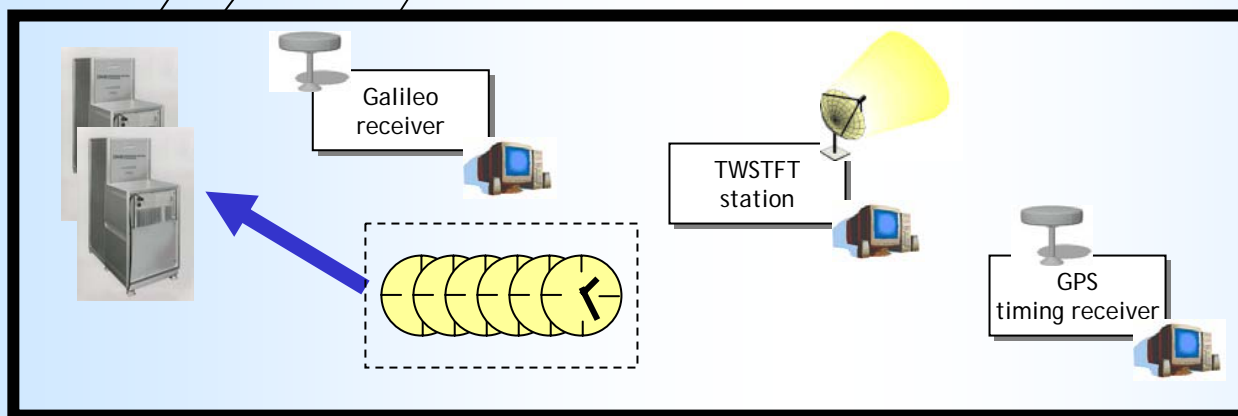 Galileo
receiver
TWSTFT
station
GPS
timing receiver